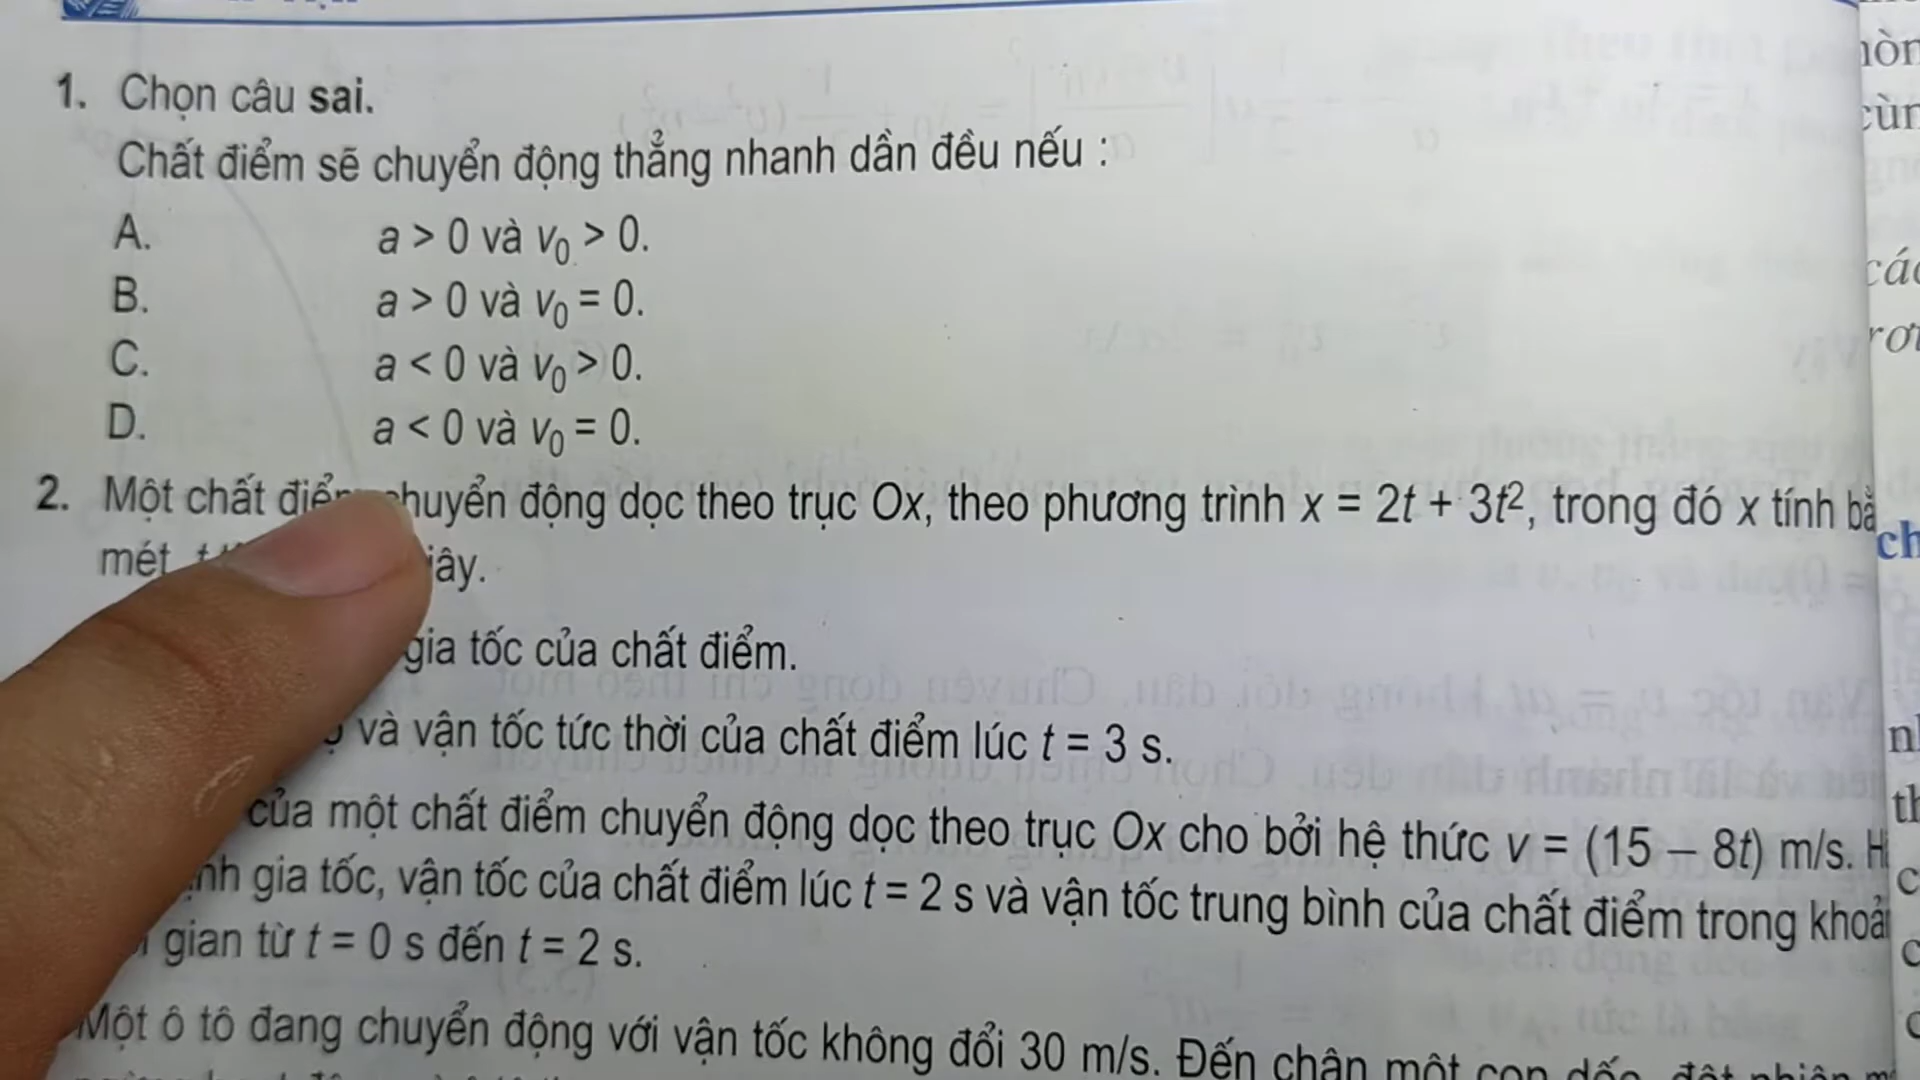 1. Chọn câu sai.
Chất điểm sẽ chuyển động thẳng nhanh dần đều nếu :
A. a > 0 và v₀ > 0.
B. a > 0 và v₀ = 0.
C. a < 0 và v₀ > 0.
D. a < 0 và v₀ = 0.
2. Một chất chuyển động dọc theo trục Ox, theo phương trình x = 2t + 3t², trong đó x tính
mét
gia tốc của chất điểm.
và vận tốc tức thời của chất điểm lúc t = 3 s.
của một chất điểm chuyển động dọc theo trục Ox cho bởi hệ thức v = (15 – 8t) m/s.
gia tốc, vận tốc của chất điểm lúc t = 2 s và vận tốc trung bình của chất điểm trong
gian từ t = 0 s đến t = 2 s.
Một ô tô đang chuyển động với vận tốc không đổi 30 m/s. Đến chân một con dốc, đột nhiên